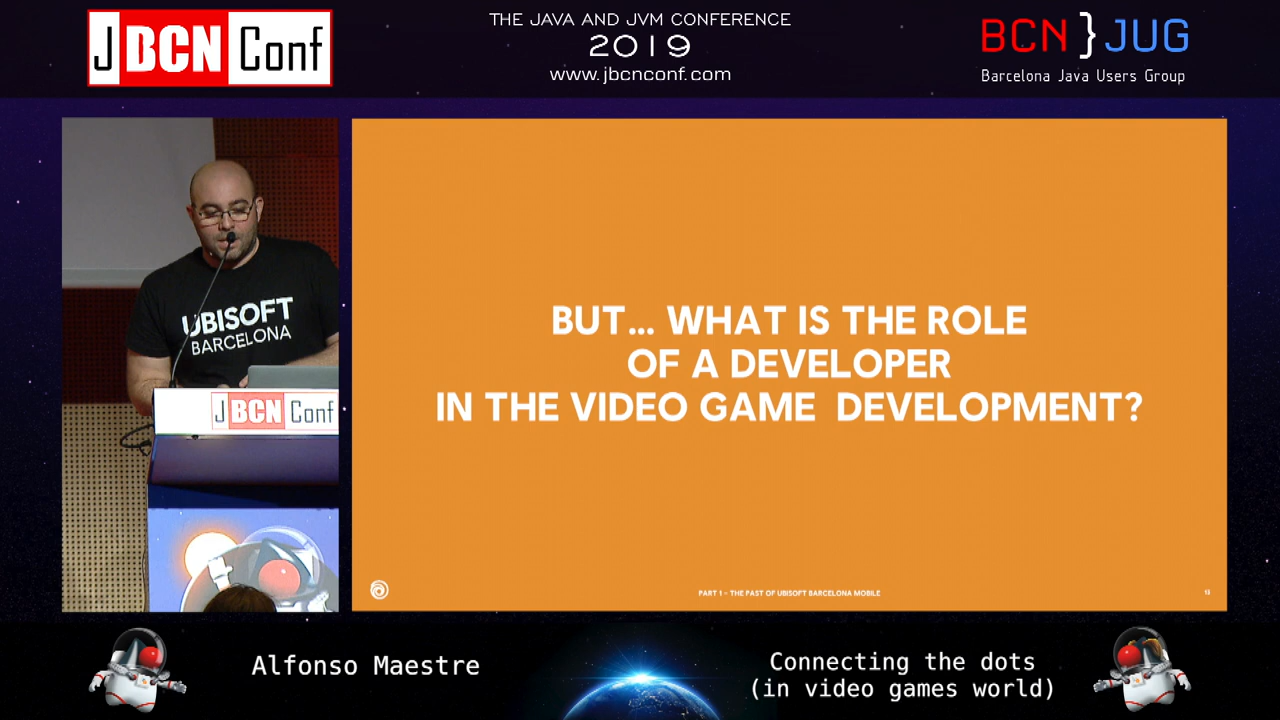 J BCN Conf
THE JAVA AND JVM CONFERENCE
2019
www.jbcnconf.com
BCN}JUG
Barcelona Java Users Group
UBISOFT
BARCELONA
J BCN Conf
BUT... WHAT IS THE ROLE
OF A DEVELOPER
IN THE VIDEO GAME DEVELOPMENT?
PART 1 - THE PAST OF UBISOFT BARCELONA MOBILE
Alfonso Maestre
Connecting the dots
(in video games world)